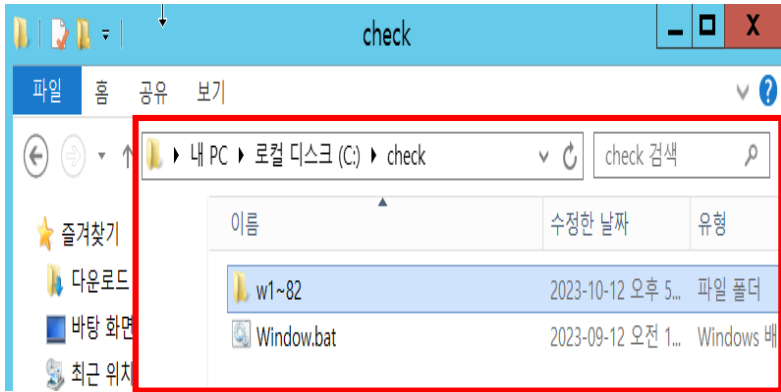 check
파일 홈 공유 보기
내 PC 로컬 디스크 (C:) check
check 검색
이름 수정한 날짜 유형
즐겨찾기
다운로드
w1~82 2023-10-12 오후 5... 파일 폴더
바탕 화면
Window.bat 2023-09-12 오전 1... Windows 배
최근 위치